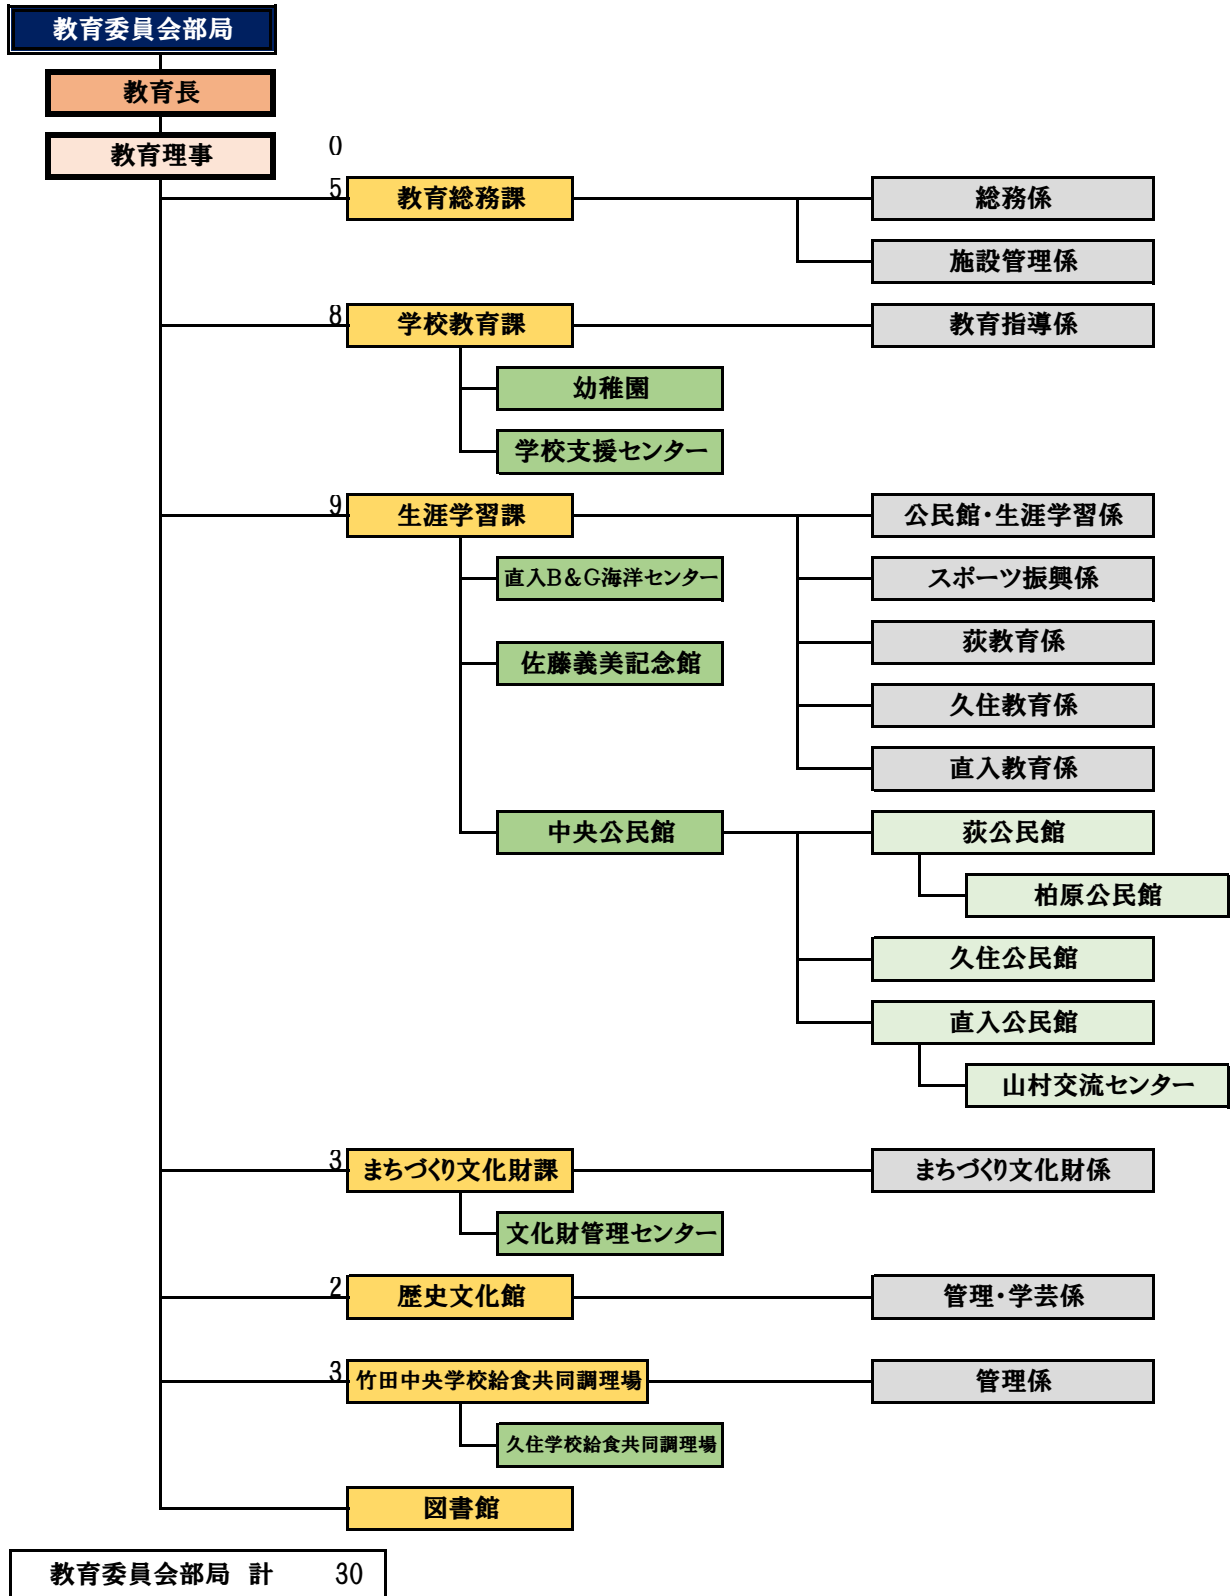 教育委員会部局
教育長
教育理事 0
5 教育総務課 総務係
施設管理係
8 学校教育課 教育指導係
幼稚園
学校支援センター
9 生涯学習課 公民館・生涯学習係
直入B&G海洋センター スポーツ振興係
荻教育係
佐藤義美記念館
久住教育係
直入教育係
中央公民館 荻公民館
柏原公民館
久住公民館
直入公民館
山村交流センター
3 まちづくり文化財課 まちづくり文化財係
文化財管理センター
2 歴史文化館 管理・学芸係
3 竹田中央学校給食共同調理場 管理係
久住学校給食共同調理場
図書館
教育委員会部局 計 30